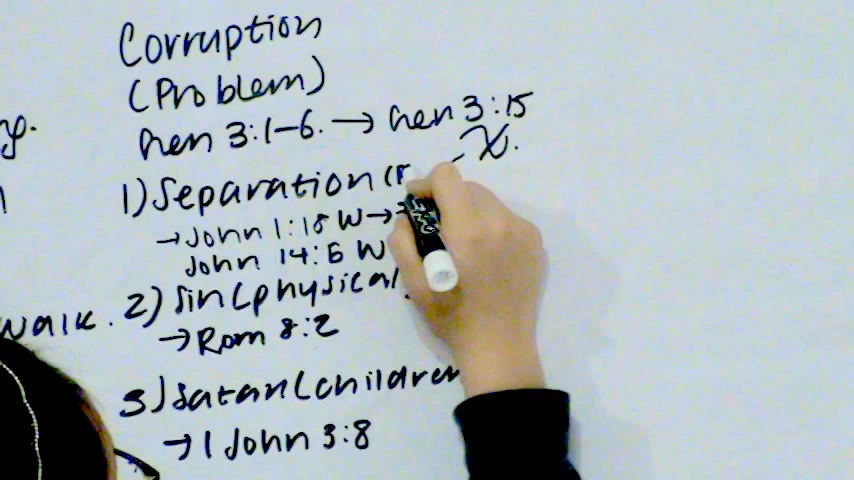 Corruption
(Problem)
Gen 3:1-6. → Gen 3:15
1) Separation (
→ John 1:18 W →
John 14:6 W
2) Sin (physical
walk.
→ Rom 8:2
3) Satan (children
→ 1 John 3:8